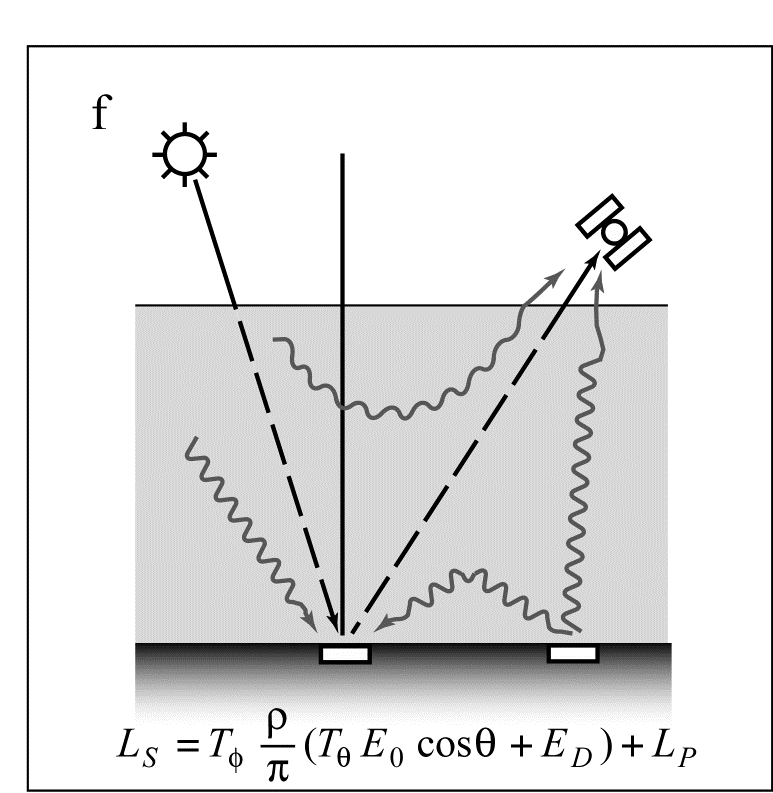 f
L_S = T_ϕ ρ/π (T_θ E_0 cosθ + E_D) + L_P